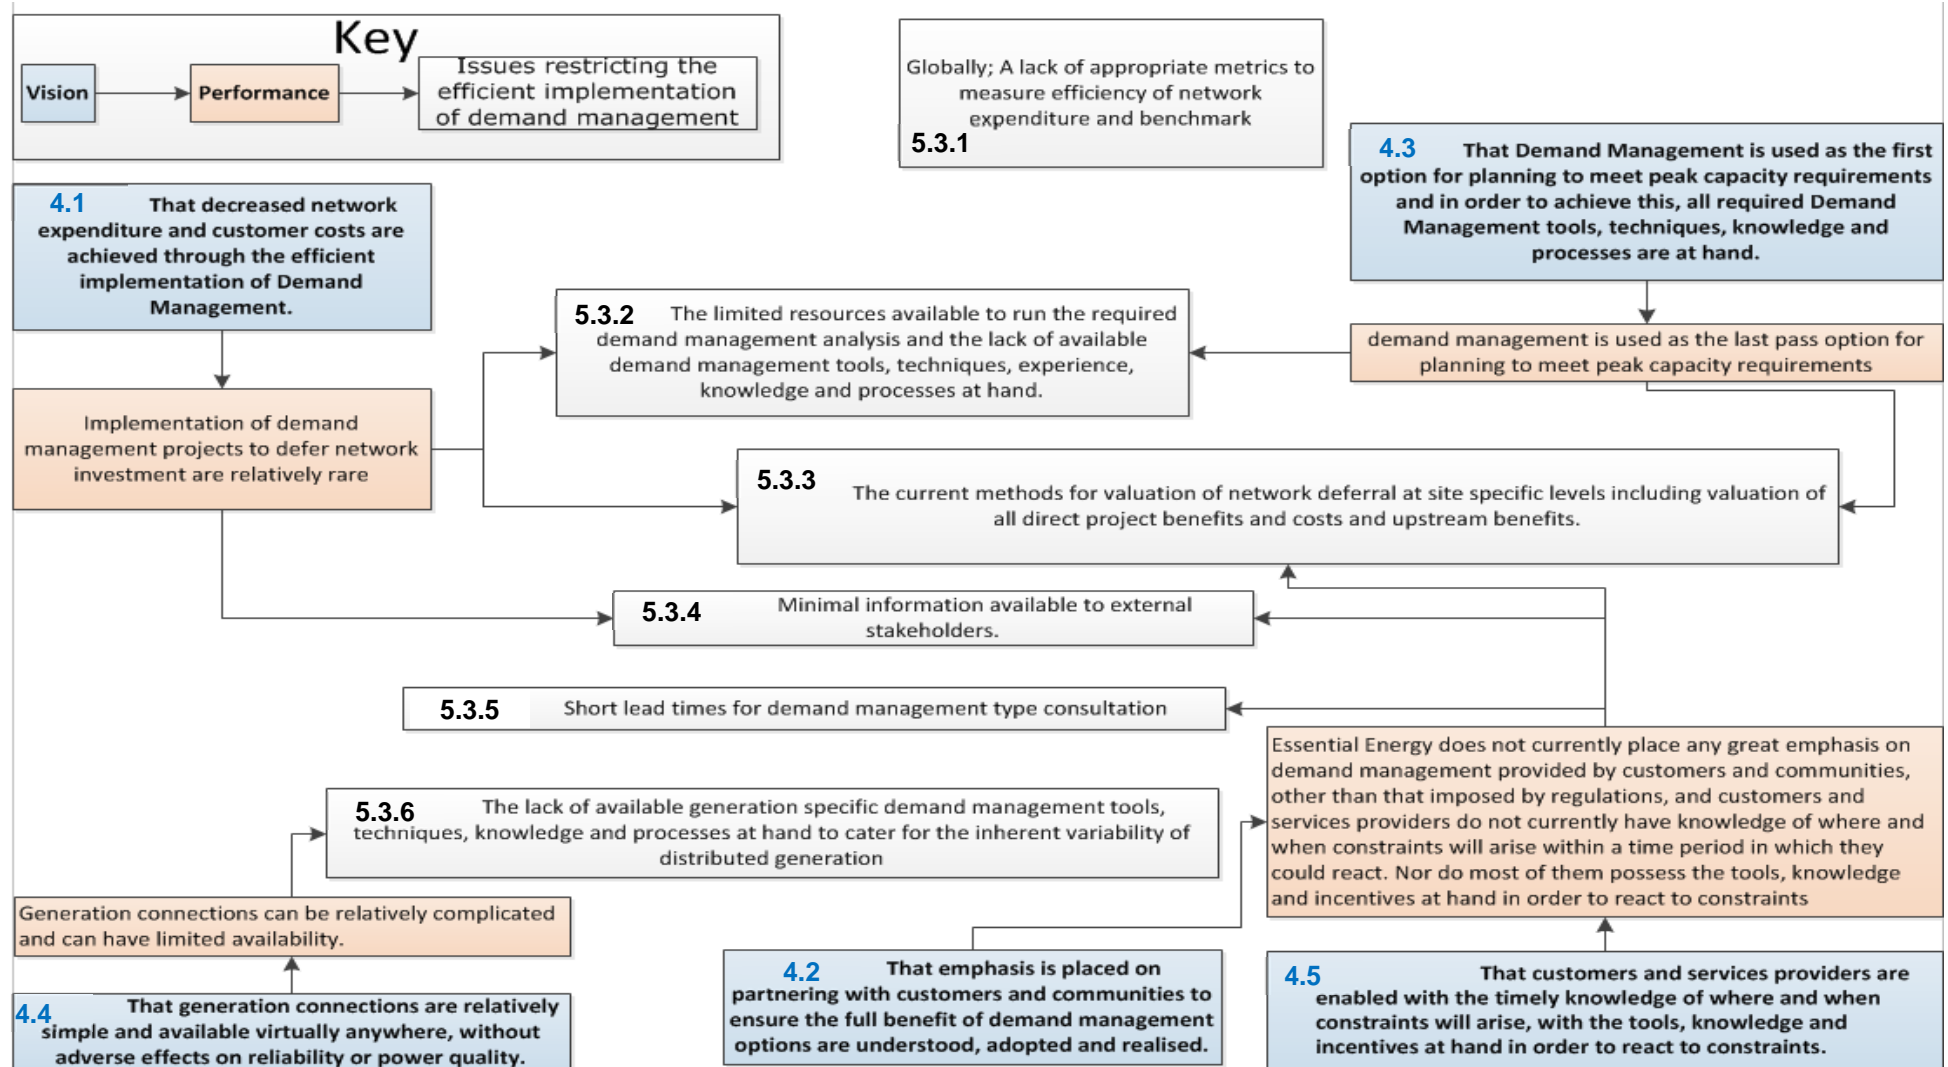 Key
Vision
Performance
Issues restricting the
efficient implementation
of demand management
Globally; A lack of appropriate metrics to
measure efficiency of network
expenditure and benchmark
5.3.1
4.3 That Demand Management is used as the first
option for planning to meet peak capacity requirements
and in order to achieve this, all required Demand
Management tools, techniques, knowledge and
processes are at hand.
4.1 That decreased network
expenditure and customer costs are
achieved through the efficient
implementation of Demand
Management.
5.3.2 The limited resources available to run the required
demand management analysis and the lack of available
demand management tools, techniques, experience,
knowledge and processes at hand.
demand management is used as the last pass option for
planning to meet peak capacity requirements
Implementation of demand
management projects to defer network
investment are relatively rare
5.3.3 The current methods for valuation of network deferral at site specific levels including valuation of
all direct project benefits and costs and upstream benefits.
5.3.4 Minimal information available to external
stakeholders.
5.3.5 Short lead times for demand management type consultation
Essential Energy does not currently place any great emphasis on
demand management provided by customers and communities,
other than that imposed by regulations, and customers and
services providers do not currently have knowledge of where and
when constraints will arise within a time period in which they
could react. Nor do most of them possess the tools, knowledge
and incentives at hand in order to react to constraints
5.3.6 The lack of available generation specific demand management tools,
techniques, knowledge and processes at hand to cater for the inherent variability of
distributed generation
Generation connections can be relatively complicated
and can have limited availability.
4.4 That generation connections are relatively
simple and available virtually anywhere, without
adverse effects on reliability or power quality.
4.2 That emphasis is placed on
partnering with customers and communities to
ensure the full benefit of demand management
options are understood, adopted and realised.
4.5 That customers and services providers are
enabled with the timely knowledge of where and when
constraints will arise, with the tools, knowledge and
incentives at hand in order to react to constraints.